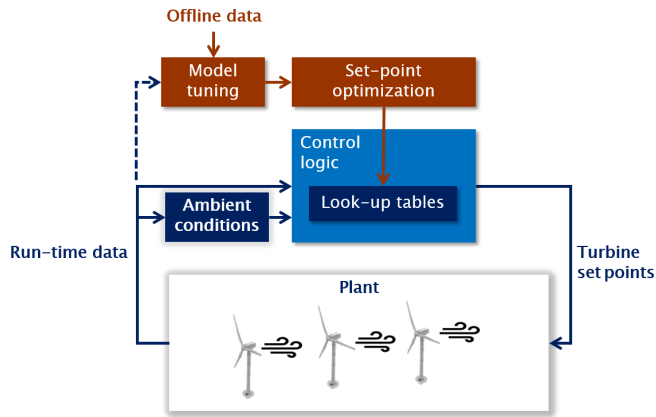 Offline data
Model
tuning
Set-point
optimization
Control
logic
Look-up tables
Ambient
conditions
Run-time data
Turbine
set points
Plant